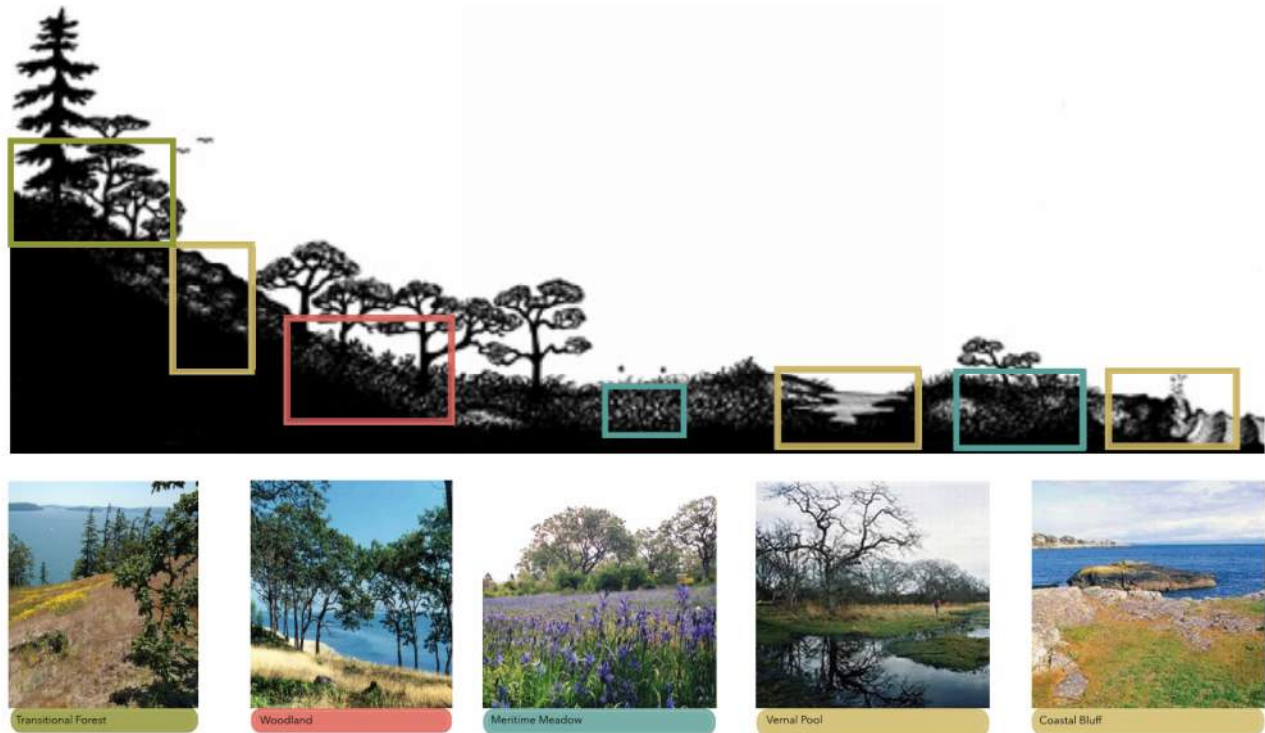 Transitional Forest
Woodland
Meritime Meadow
Vernal Pool
Coastal Bluff